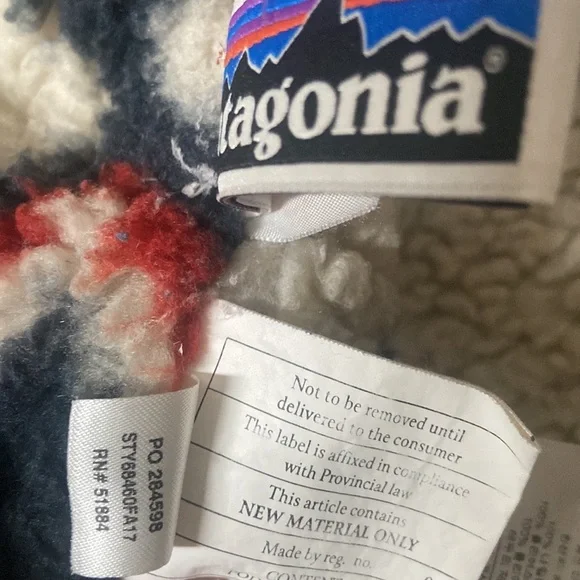 tagonia®
Not to be removed until
delivered to the consumer
This label is affixed in compliance
with Provincial law
This article contains
NEW MATERIAL ONLY
Made by reg. no.
PO 284598
STY68460FA17
RN# 51884